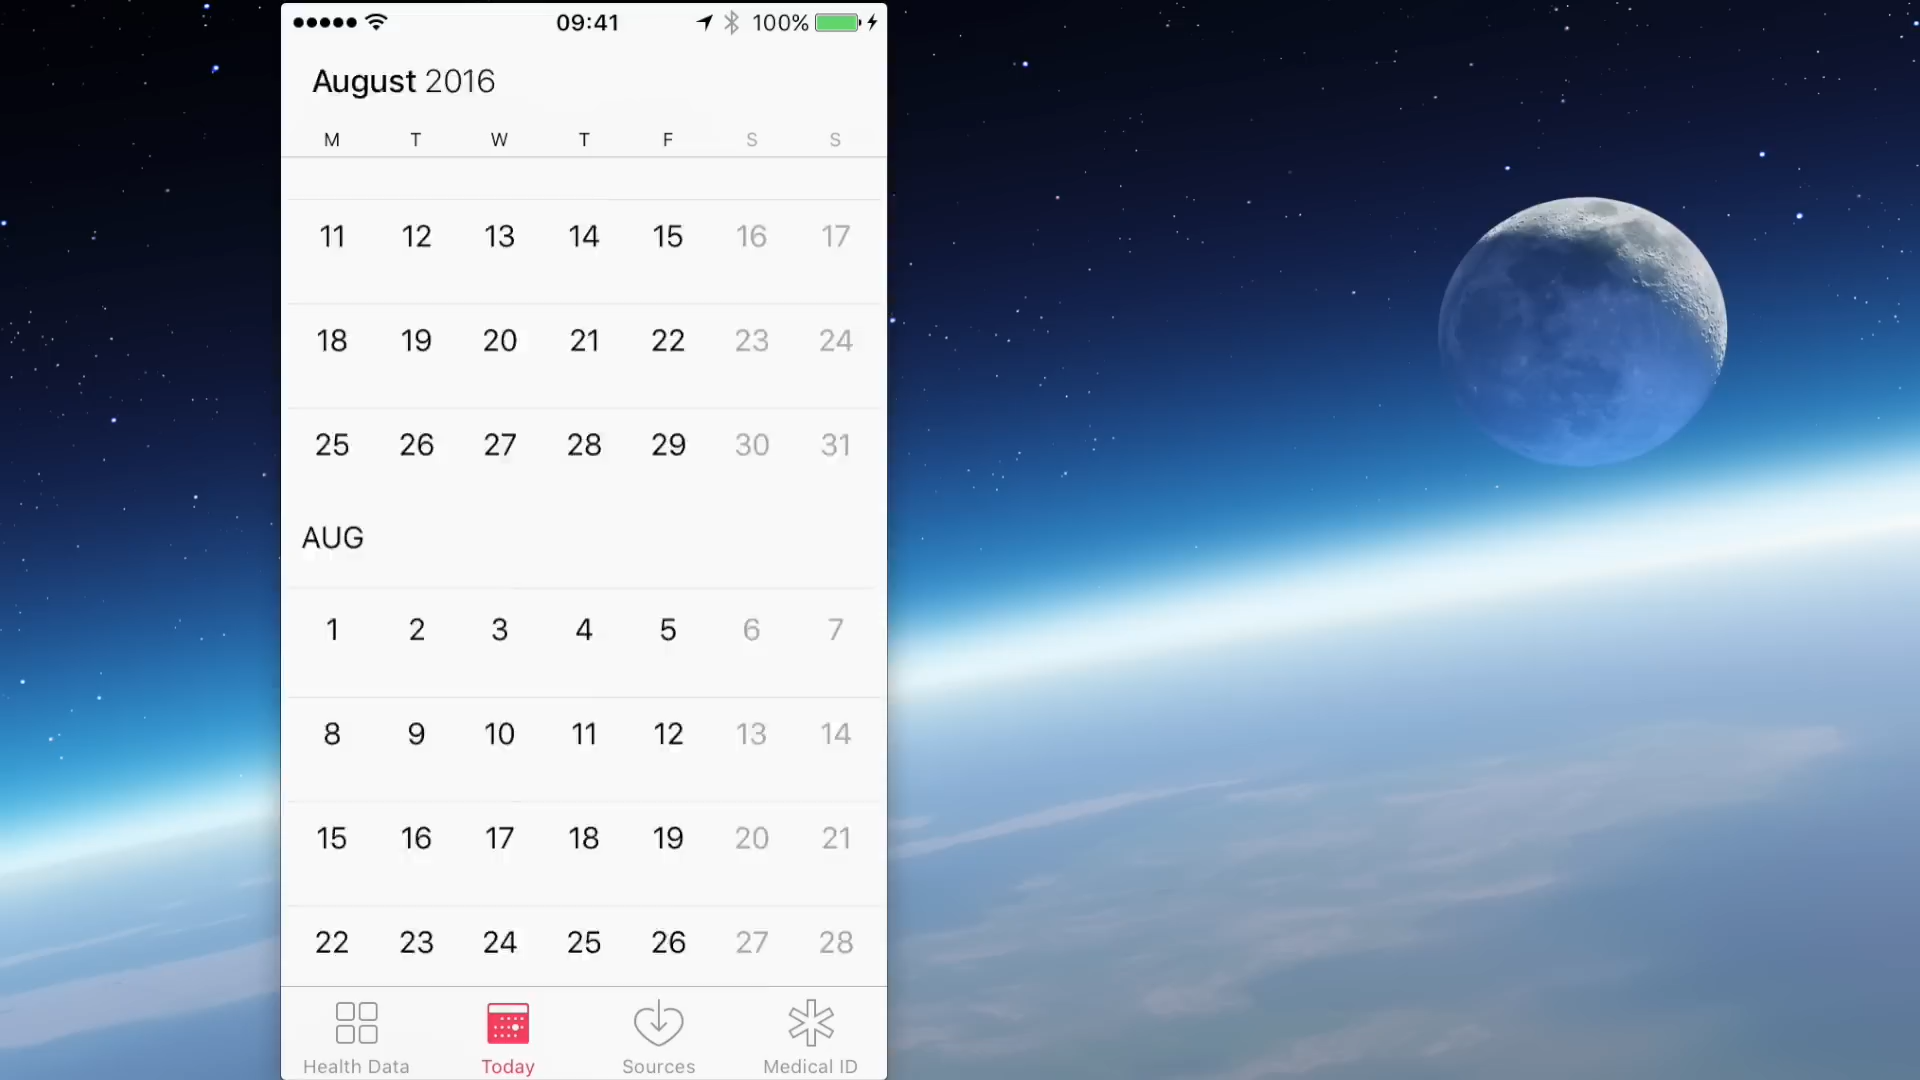 09:41 100%
August 2016
M T W T F S S
11 12 13 14 15 16 17
18 19 20 21 22 23 24
25 26 27 28 29 30 31
AUG
1 2 3 4 5 6 7
8 9 10 11 12 13 14
15 16 17 18 19 20 21
22 23 24 25 26 27 28
Health Data Today Sources Medical ID